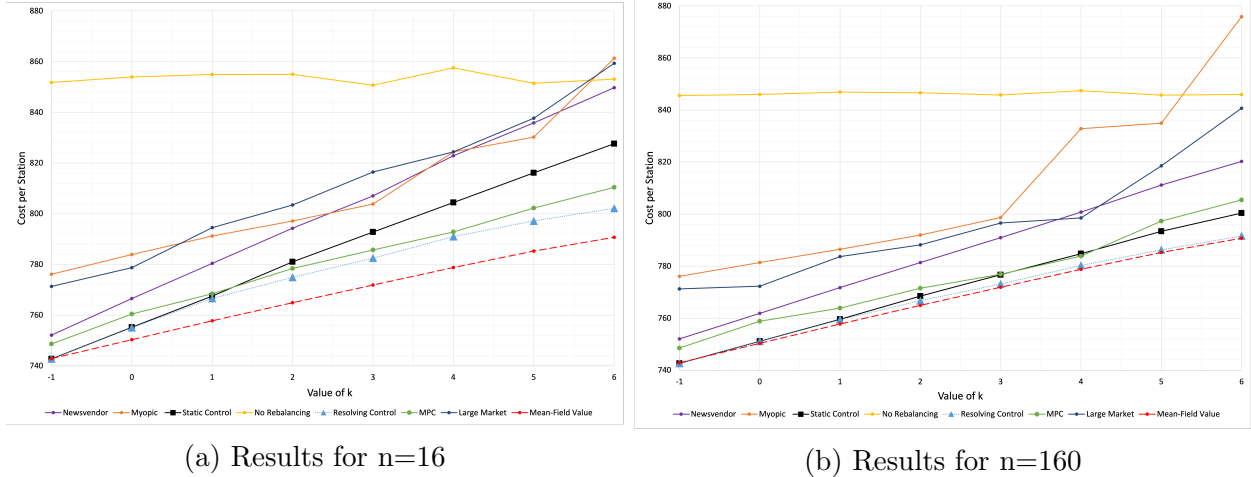 880
860
840
820
800
780
760
740
Cost per Station
-1 0 1 2 3 4 5 6
Value of k
Newsvendor Myopic Static Control No Rebalancing Resolving Control MPC Large Market Mean-Field Value
(a) Results for n=16
880
860
840
820
800
780
760
740
Cost per Station
-1 0 1 2 3 4 5 6
Value of k
Newsvendor Myopic Static Control No Rebalancing Resolving Control MPC Large Market Mean-Field Value
(b) Results for n=160